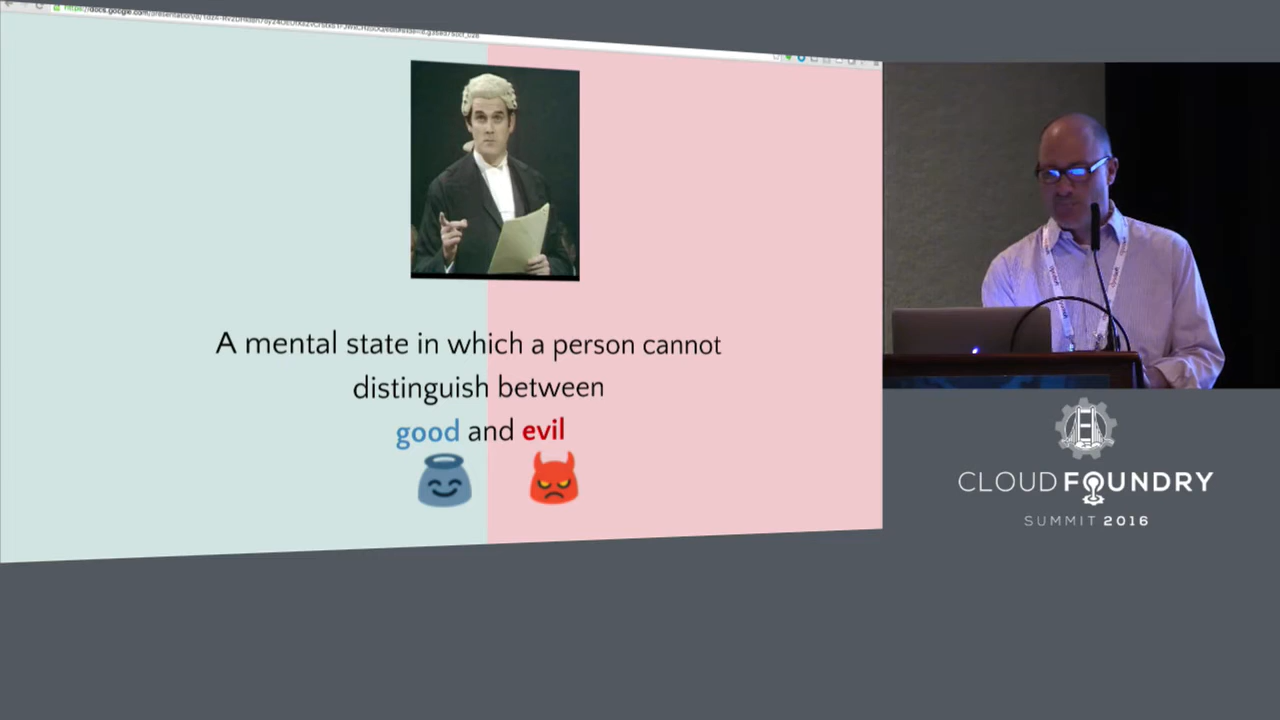 A mental state in which a person cannot
distinguish between
good and evil
CLOUD FOUNDRY
SUMMIT 2016